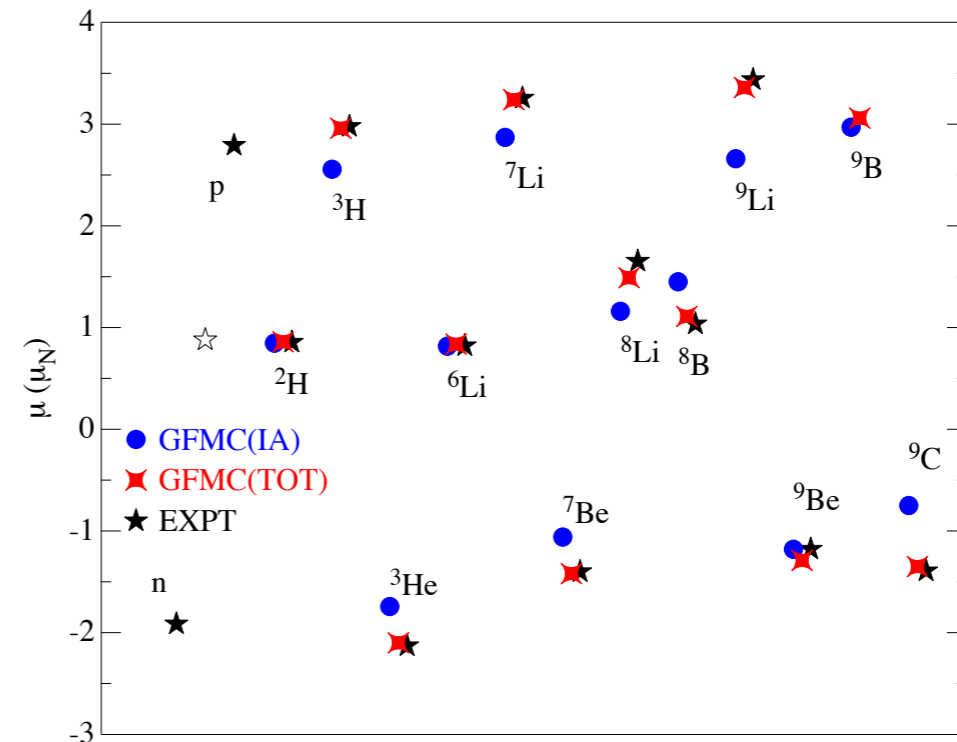 4
3
2
1
0
-1
-2
-3
μ (μ_N)
p
n
³H
²H
⁷Li
⁶Li
⁹Li
⁹B
⁸Li
⁸B
GFMC(IA)
GFMC(TOT)
EXPT
³He
⁷Be
⁹Be
⁹C